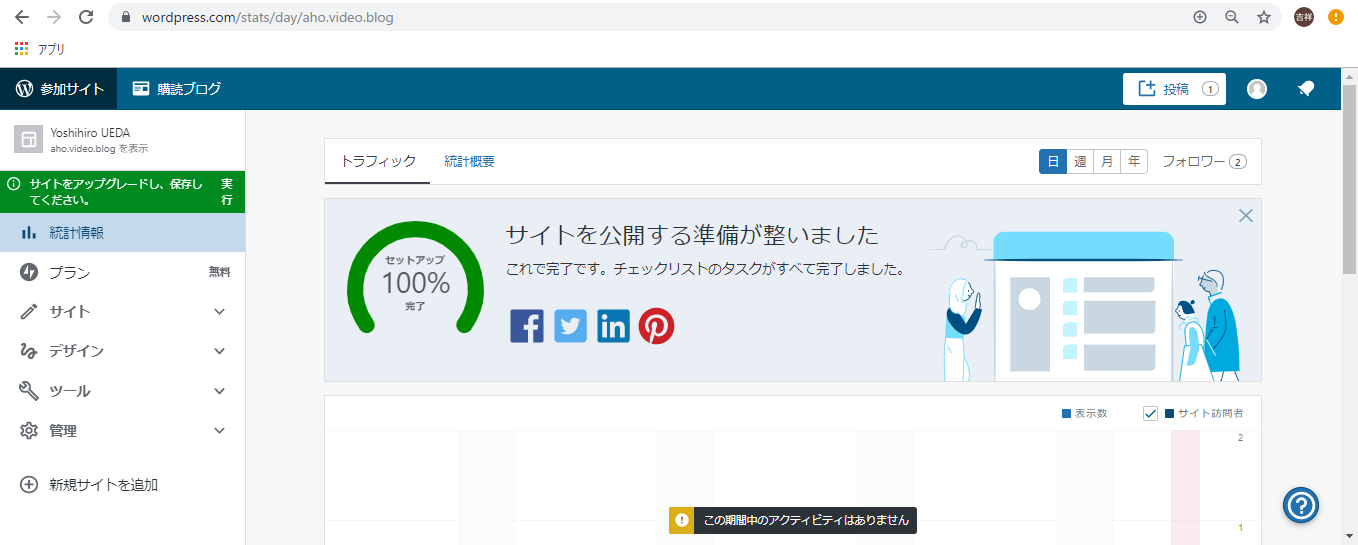 wordpress.com/stats/day/aho.video.blog
吉祥
アプリ
参加サイト
購読ブログ
投稿 1
Yoshihiro UEDA
aho.video.blog を表示
サイトをアップグレードし、保存し
てください。
実
行
統計情報
プラン
無料
サイト
デザイン
ツール
管理
新規サイトを追加
トラフィック
統計概要
日 週 月 年
フォロワー 2
セットアップ
100%
完了
サイトを公開する準備が整いました
これで完了です。チェックリストのタスクがすべて完了しました。
表示数
サイト訪問者
2
この期間中のアクティビティはありません
1